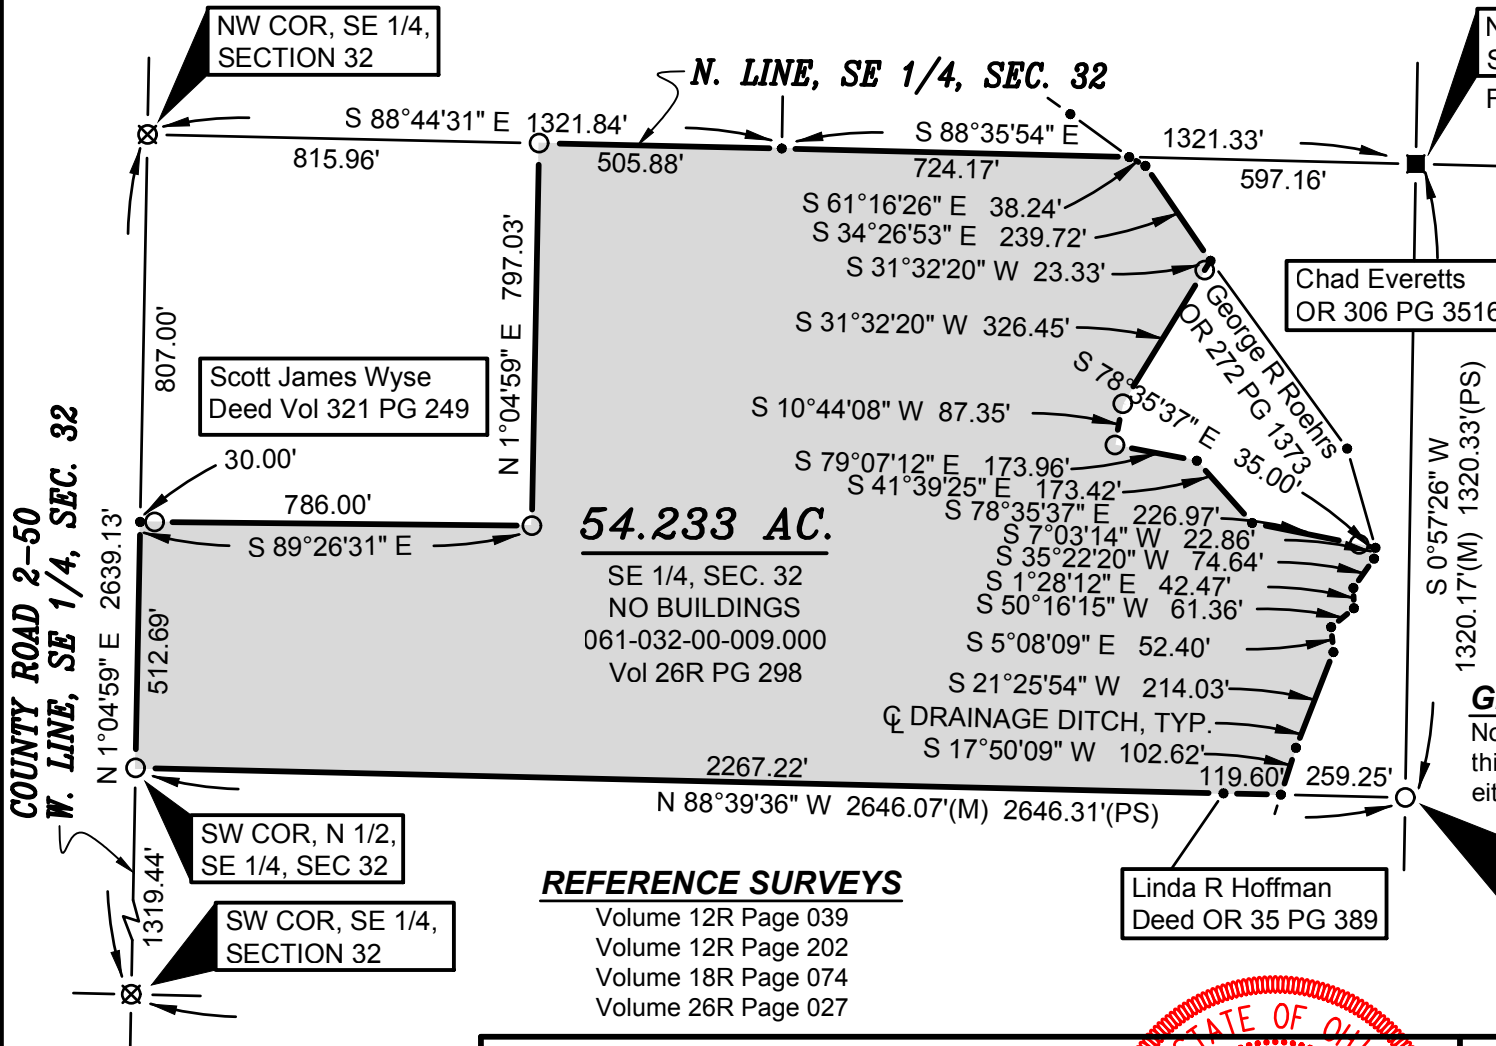 NW COR, SE 1/4,
SECTION 32
N. LINE, SE 1/4, SEC. 32
S 88°44'31" E 1321.84'
S 88°35'54" E
1321.33'
815.96'
505.88'
724.17'
597.16'
S 61°16'26" E 38.24'
S 34°26'53" E 239.72'
S 31°32'20" W 23.33'
Chad Everetts
OR 306 PG 3516
George R Roehrs
OR 272 PG 1373
N 1°04'59" E 797.03'
807.00'
S 31°32'20" W 326.45'
S 78°35'37" E 35.00'
Scott James Wyse
Deed Vol 321 PG 249
S 10°44'08" W 87.35'
30.00'
S 79°07'12" E 173.96'
S 41°39'25" E 173.42'
786.00'
S 89°26'31" E
54.233 AC.
SE 1/4, SEC. 32
NO BUILDINGS
061-032-00-009.000
Vol 26R PG 298
S 78°35'37" E 226.97'
S 7°03'14" W 22.86'
S 35°22'20" W 74.64'
S 1°28'12" E 42.47'
S 50°16'15" W 61.36'
S 5°08'09" E 52.40'
S 21°25'54" W 214.03'
℄ DRAINAGE DITCH, TYP.
S 17°50'09" W 102.62'
S 0°57'26" W
1320.17'(M) 1320.33'(PS)
COUNTY ROAD 2-50
W. LINE, SE 1/4, SEC. 32
N 1°04'59" E 2639.13'
512.69'
2267.22'
119.60'
259.25'
N 88°39'36" W 2646.07'(M) 2646.31'(PS)
SW COR, N 1/2,
SE 1/4, SEC 32
1319.44'
SW COR, SE 1/4,
SECTION 32
REFERENCE SURVEYS
Volume 12R Page 039
Volume 12R Page 202
Volume 18R Page 074
Volume 26R Page 027
Linda R Hoffman
Deed OR 35 PG 389